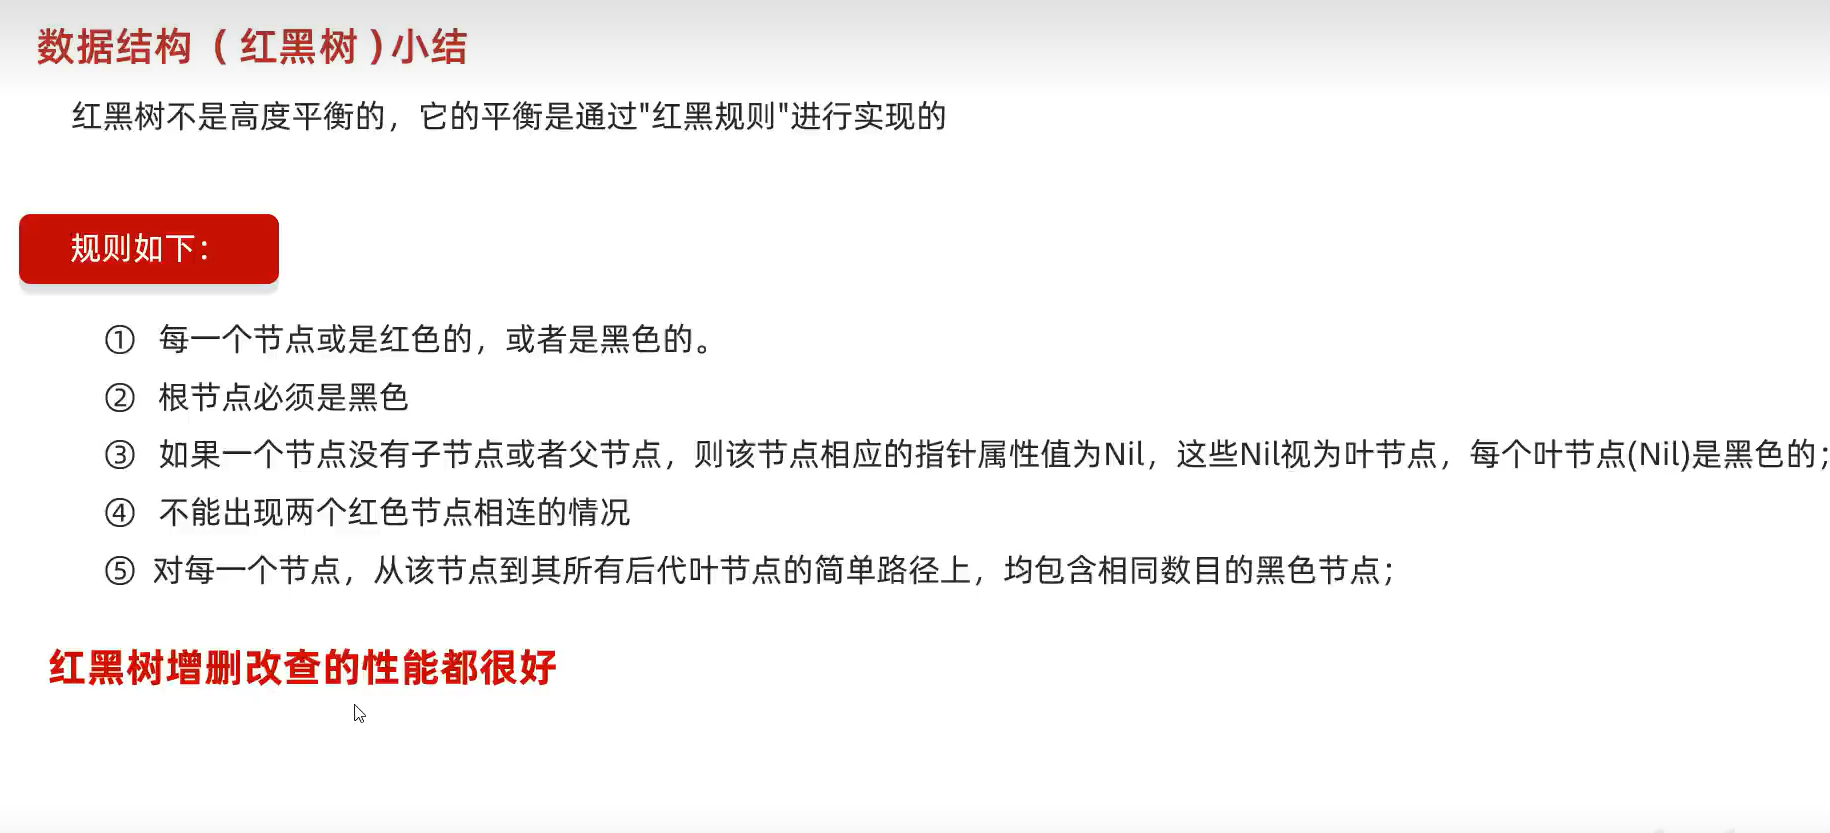 数据结构（红黑树）小结
红黑树不是高度平衡的，它的平衡是通过"红黑规则"进行实现的
规则如下：
① 每一个节点或是红色的，或者是黑色的。
② 根节点必须是黑色
③ 如果一个节点没有子节点或者父节点，则该节点相应的指针属性值为Nil，这些Nil视为叶节点，每个叶节点(Nil)是黑色的；
④ 不能出现两个红色节点相连的情况
⑤ 对每一个节点，从该节点到其所有后代叶节点的简单路径上，均包含相同数目的黑色节点；
红黑树增删改查的性能都很好